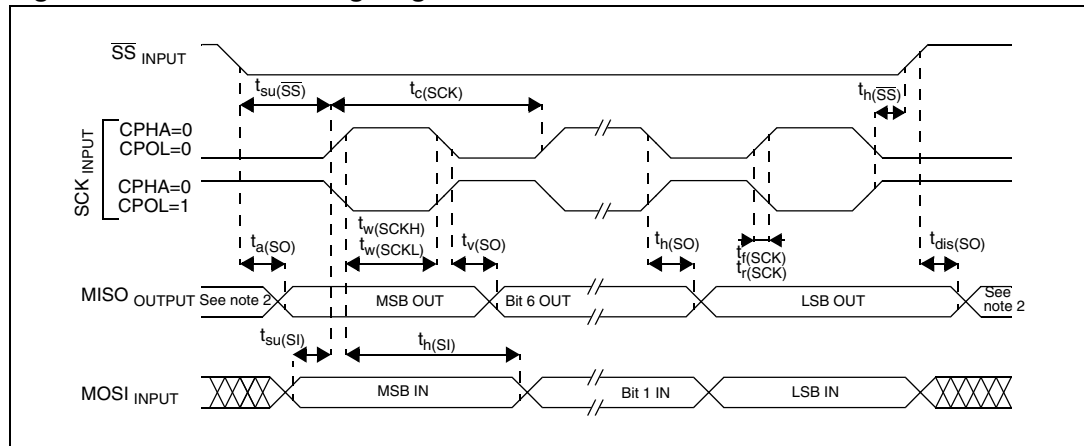 SS INPUT
tsu(SS)
tc(SCK)
th(SS)
SCK INPUT
CPHA=0
CPOL=0
CPHA=0
CPOL=1
tw(SCKH)
tw(SCKL)
ta(SO)
tv(SO)
th(SO)
tf(SCK)
tr(SCK)
tdis(SO)
MISO OUTPUT
See note 2
MSB OUT
Bit 6 OUT
LSB OUT
See
note 2
tsu(SI)
th(SI)
MOSI INPUT
MSB IN
Bit 1 IN
LSB IN